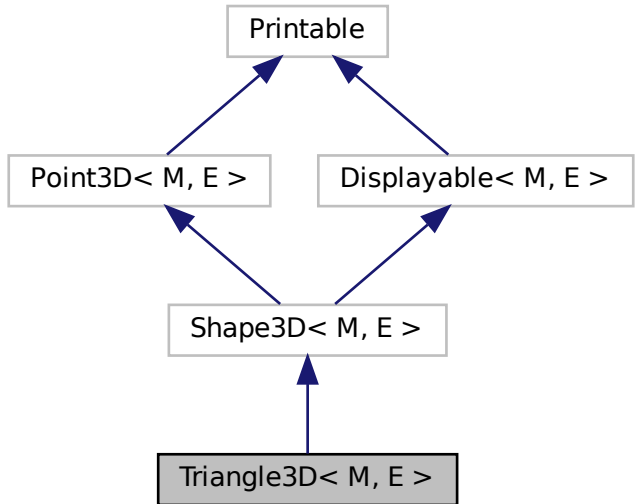 Printable
Point3D< M, E >
Displayable< M, E >
Shape3D< M, E >
Triangle3D< M, E >